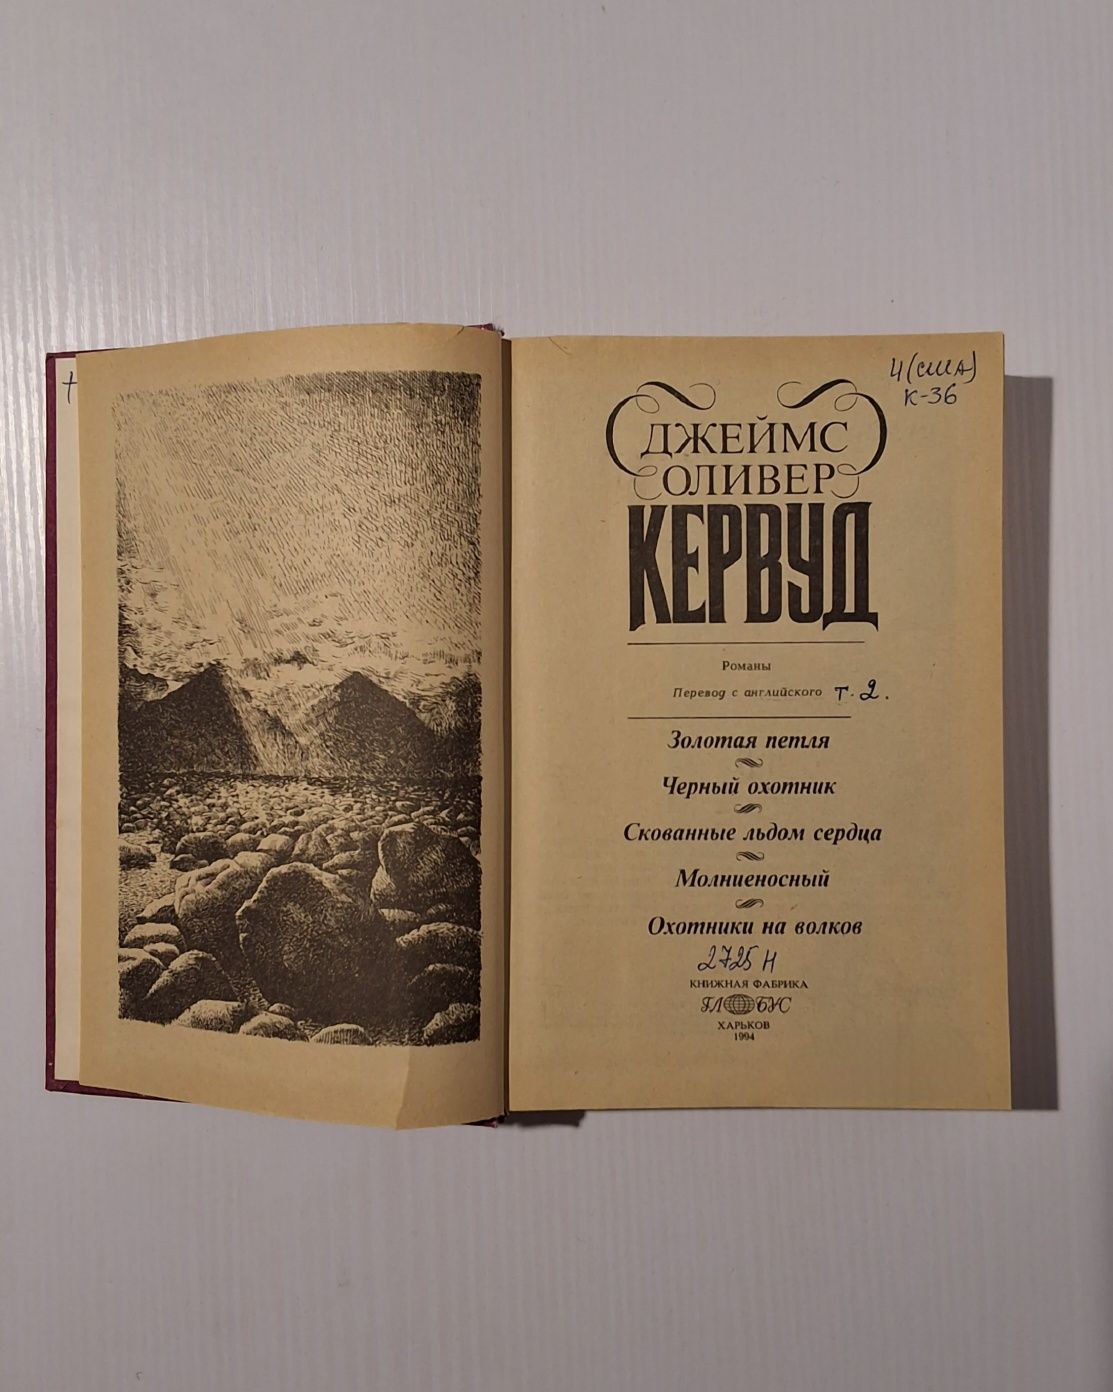 Ч(США)
К-36
ДЖЕЙМС
ОЛИВЕР
КЕРВУД
Романы
Перевод с английского т. 2.
Золотая петля
Черный охотник
Скованные льдом сердца
Молниеносный
Охотники на волков
2725 Н
КНИЖНАЯ ФАБРИКА
ГЛОБУС
ХАРЬКОВ
1994